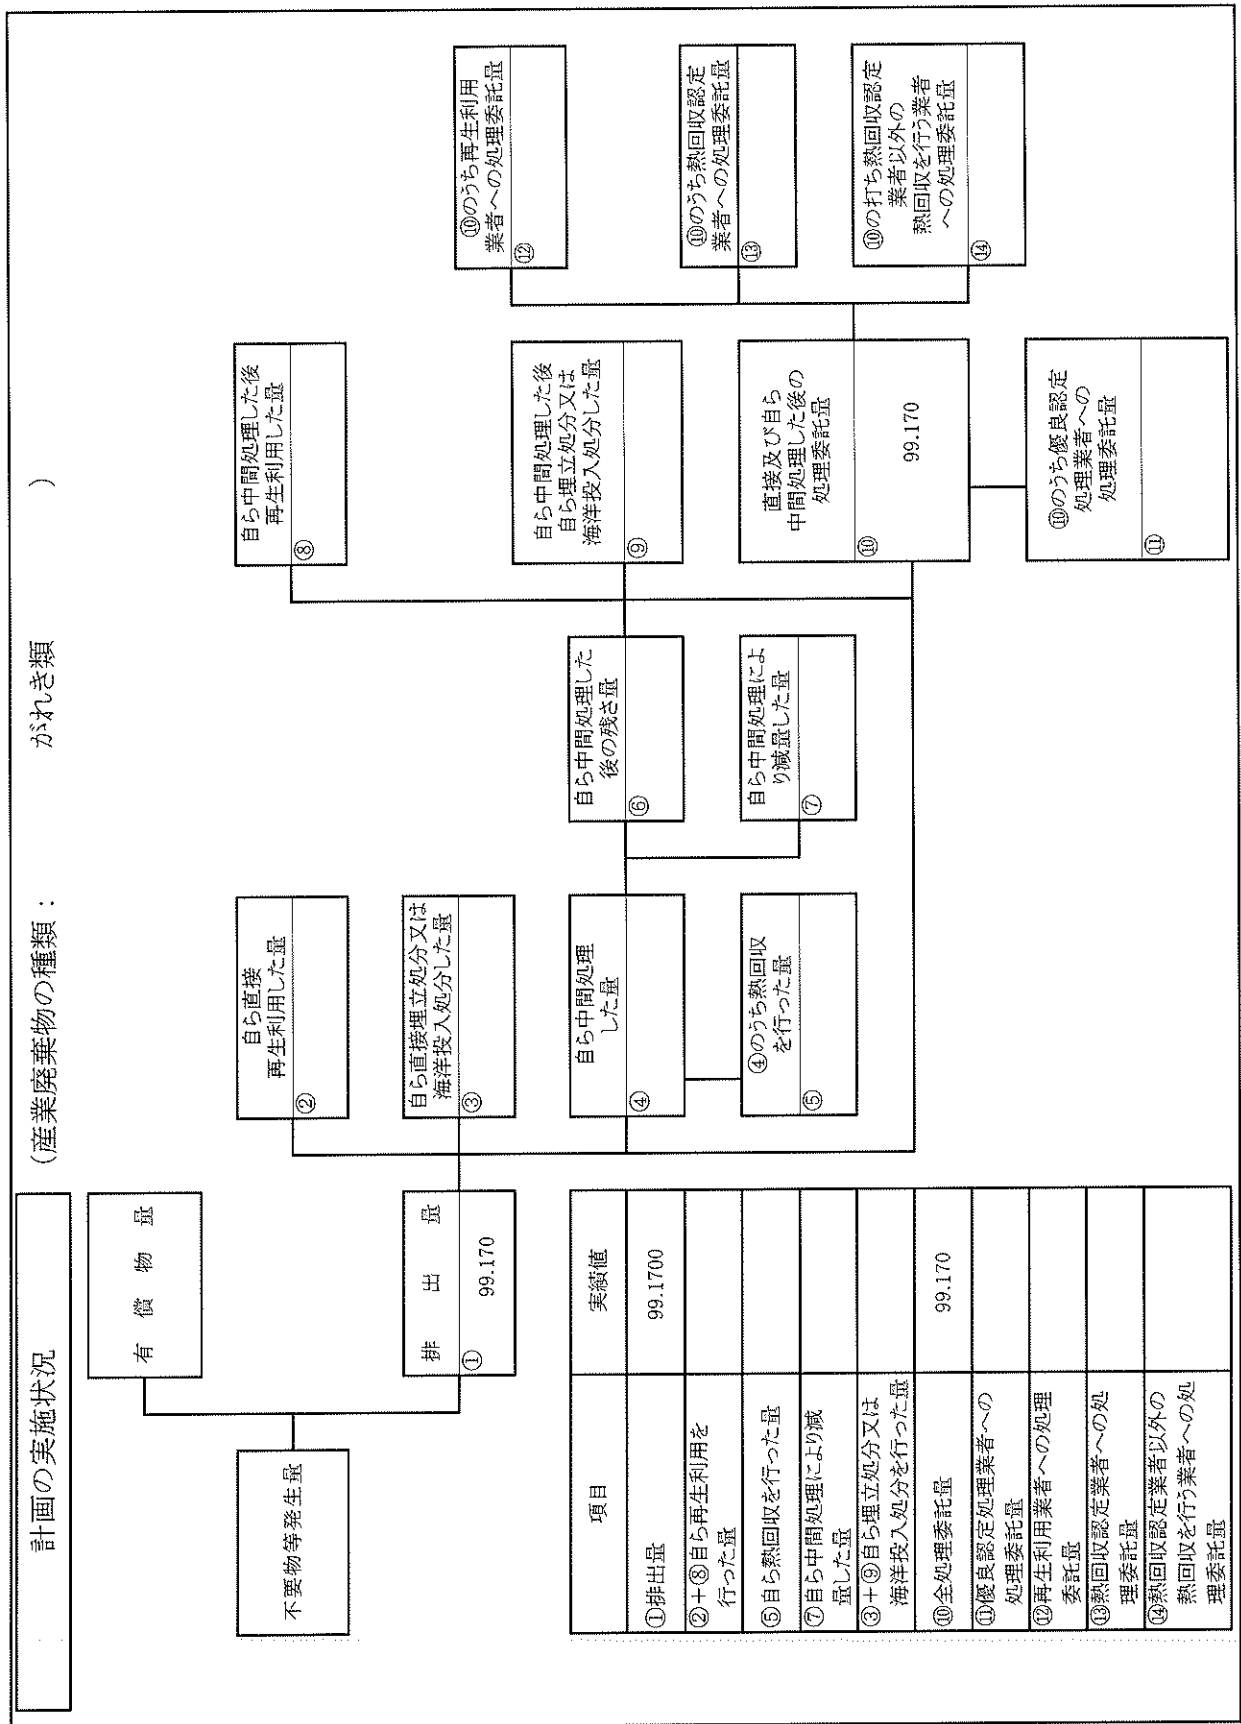 計画の実施状況
(産業廃棄物の種類： がれき類 )
不要物等発生量
有 償 物 量
排 出 量
①
99.170
自ら直接
再生利用した量
②
自ら直接埋立処分又は
海洋投入処分した量
③
自ら中間処理
した量
④
④のうち熱回収
を行った量
⑤
自ら中間処理した
後の残さ量
⑥
自ら中間処理によ
り減量した量
⑦
自ら中間処理した後
再生利用した量
⑧
自ら中間処理した後
自ら埋立処分又は
海洋投入処分した量
⑨
直接及び自ら
中間処理した後の
処理委託量
⑩
99.170
⑩のうち優良認定
処理業者への
処理委託量
⑪
⑩のうち再生利用
業者への処理委託量
⑫
⑩のうち熱回収認定
業者への処理委託量
⑬
⑩の打ち熱回収認定
業者以外の
熱回収を行う業者
への処理委託量
⑭
項目 実績値
①排出量 99.1700
②+⑧自ら再生利用を
行った量
⑤自ら熱回収を行った量
⑦自ら中間処理により減
量した量
③+⑨自ら埋立処分又は
海洋投入処分を行った量
⑩全処理委託量 99.170
⑪優良認定処理業者への
処理委託量
⑫再生利用業者への処理
委託量
⑬熱回収認定業者への処
理委託量
⑭熱回収認定業者以外の
熱回収を行う業者への処
理委託量